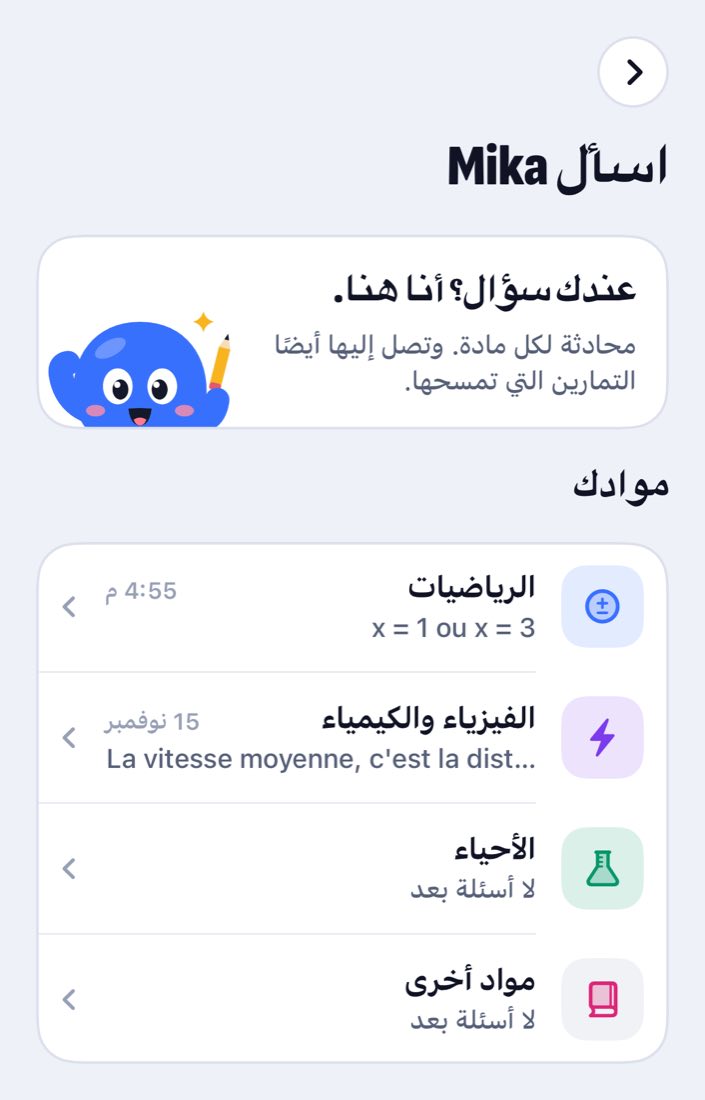 اسأل Mika
عندك سؤال؟ أنا هنا.
محادثة لكل مادة. وتصل إليها أيضًا
التمارين التي تمسحها.
موادك
الرياضيات
4:55 م
x = 1 ou x = 3
الفيزياء والكيمياء
15 نوفمبر
La vitesse moyenne, c'est la dist...
الأحياء
لا أسئلة بعد
مواد أخرى
لا أسئلة بعد